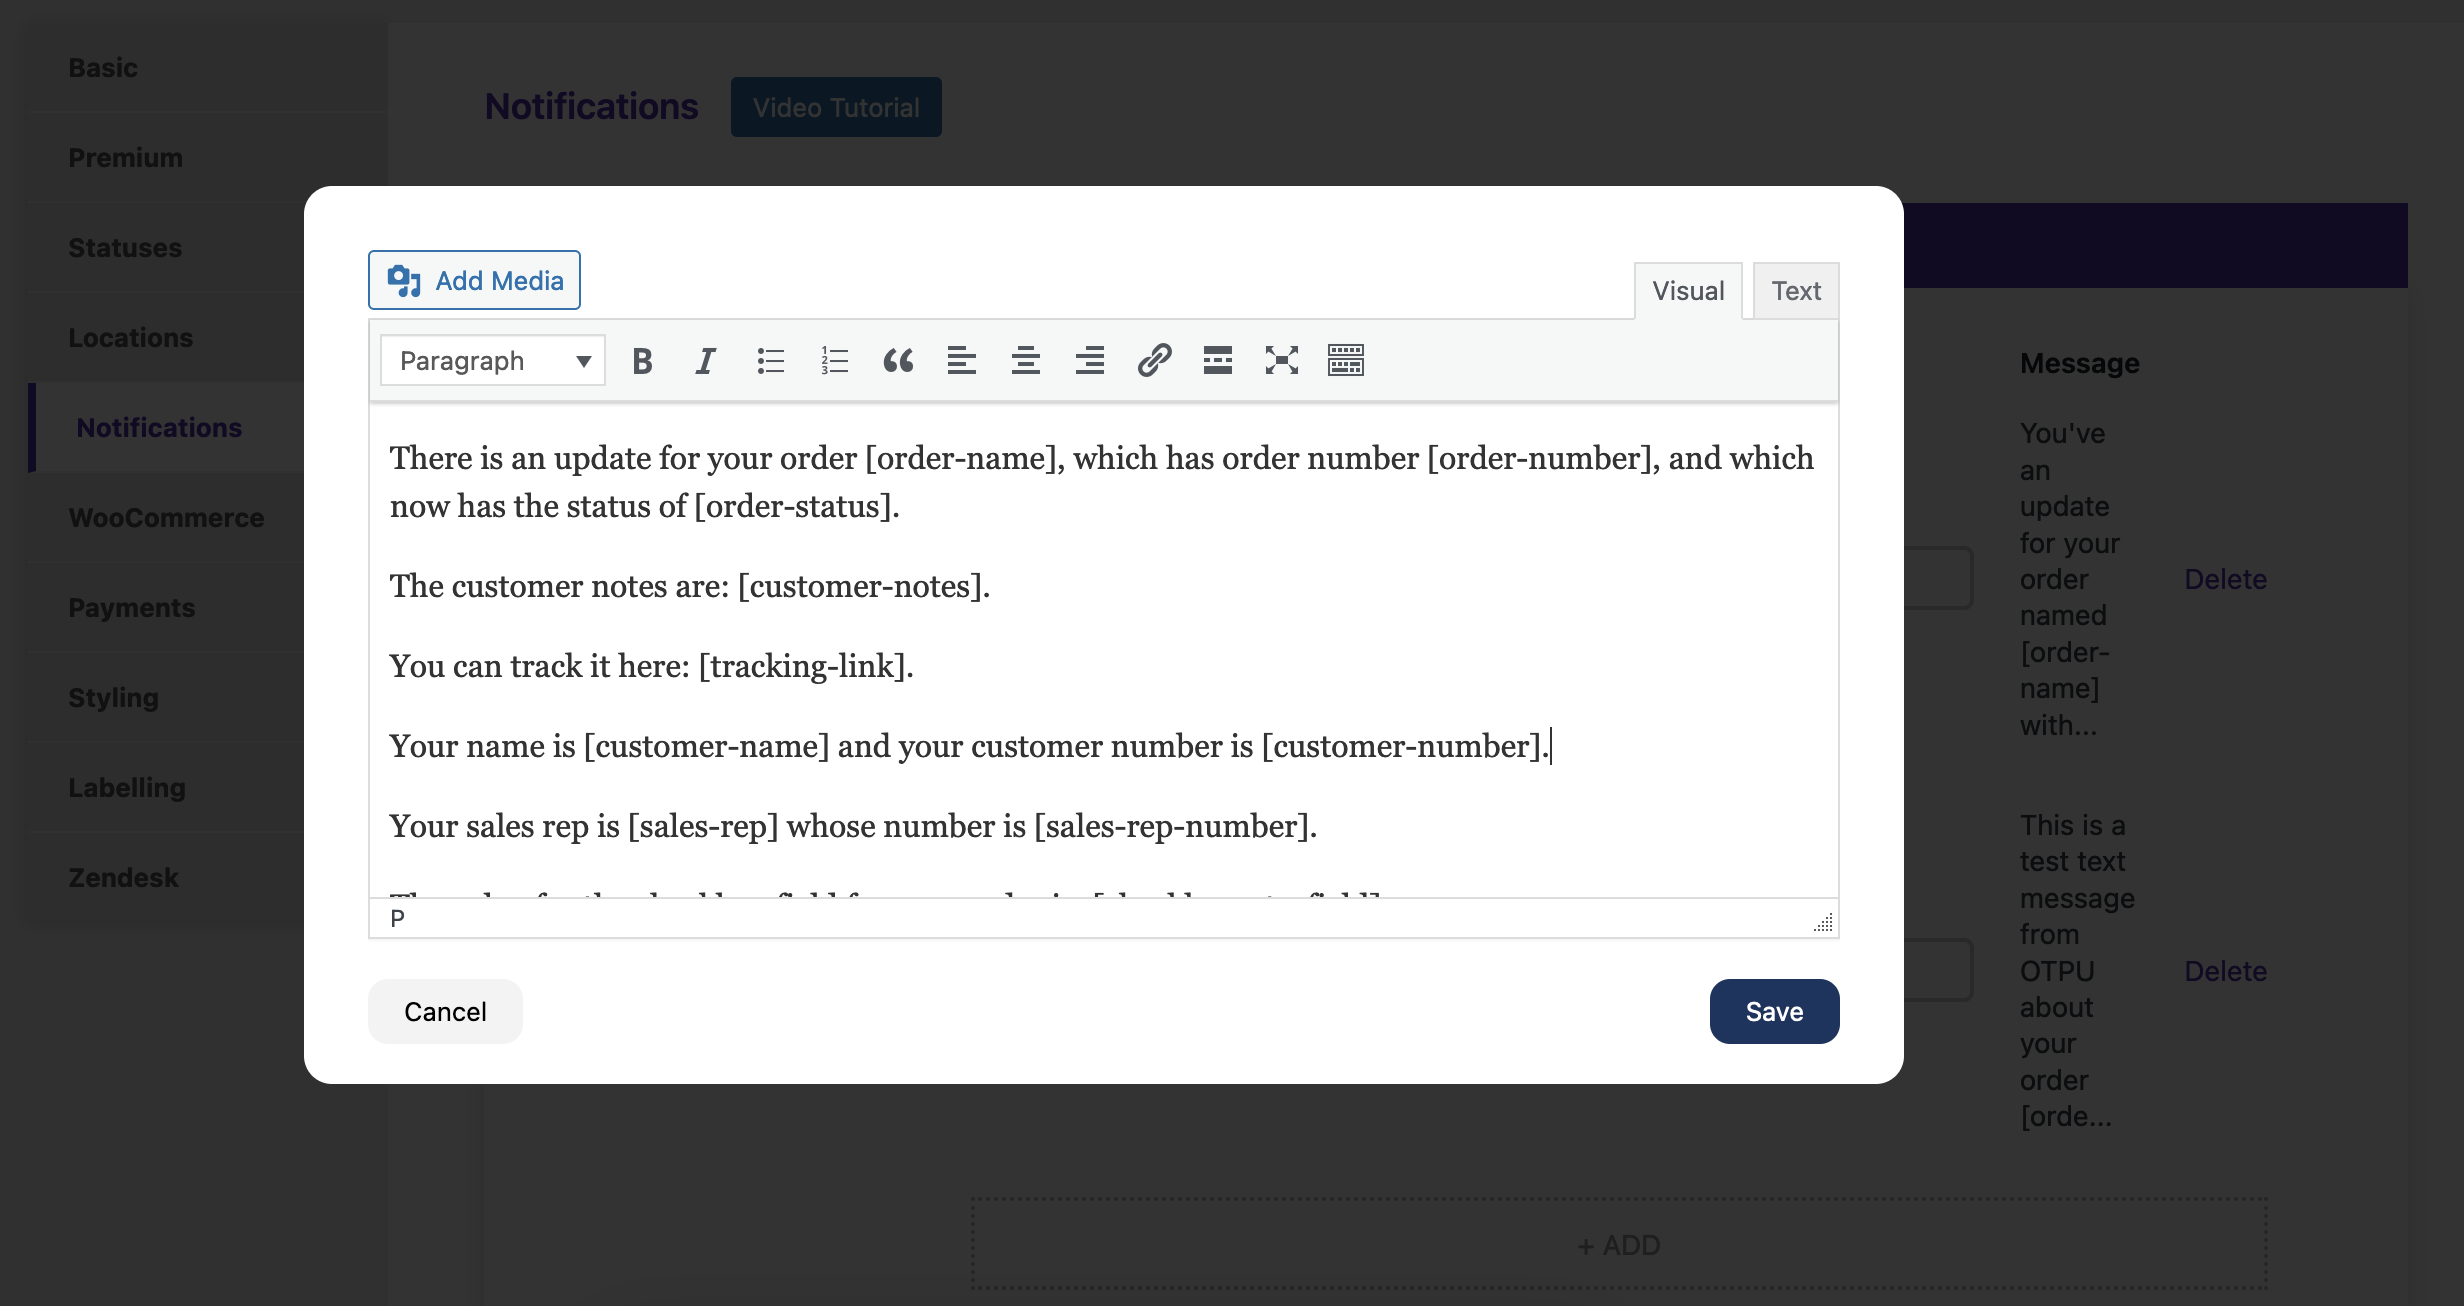 Basic
Premium
Statuses
Locations
Notifications
WooCommerce
Payments
Styling
Labelling
Zendesk
Notifications
Video Tutorial
Add Media
Visual
Text
Paragraph
There is an update for your order [order-name], which has order number [order-number], and which
now has the status of [order-status].
The customer notes are: [customer-notes].
You can track it here: [tracking-link].
Your name is [customer-name] and your customer number is [customer-number].
Your sales rep is [sales-rep] whose number is [sales-rep-number].
P
Cancel
Save
Message
You've
an
update
for your
order
named
[order-
name]
with...
Delete
This is a
test text
message
from
OTPU
about
your
order
[orde...
Delete
+ ADD